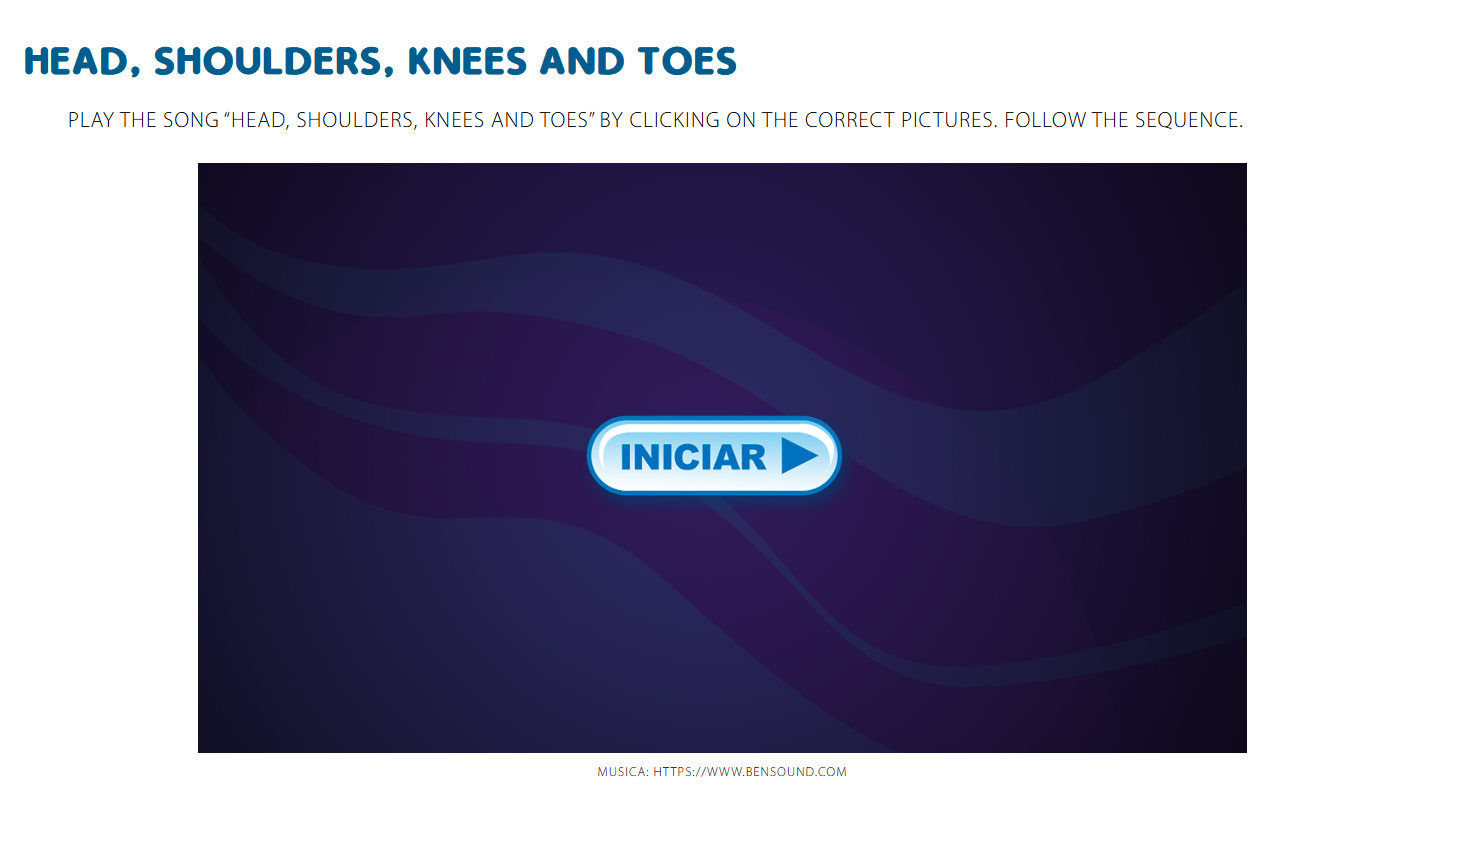 HEAD, SHOULDERS, KNEES AND TOES
PLAY THE SONG “HEAD, SHOULDERS, KNEES AND TOES” BY CLICKING ON THE CORRECT PICTURES. FOLLOW THE SEQUENCE.
INICIAR
MUSICA: HTTPS://WWW.BENSOUND.COM